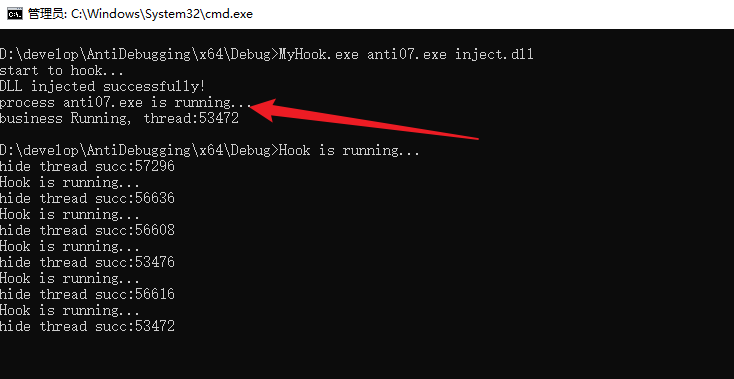 管理员: C:\Windows\System32\cmd.exe
D:\develop\AntiDebugging\x64\Debug>MyHook.exe anti07.exe inject.dll
start to hook...
DLL injected successfully!
process anti07.exe is running...
business Running, thread:53472
D:\develop\AntiDebugging\x64\Debug>Hook is running...
hide thread succ:57296
Hook is running...
hide thread succ:56636
Hook is running...
hide thread succ:56608
Hook is running...
hide thread succ:53476
Hook is running...
hide thread succ:56616
Hook is running...
hide thread succ:53472